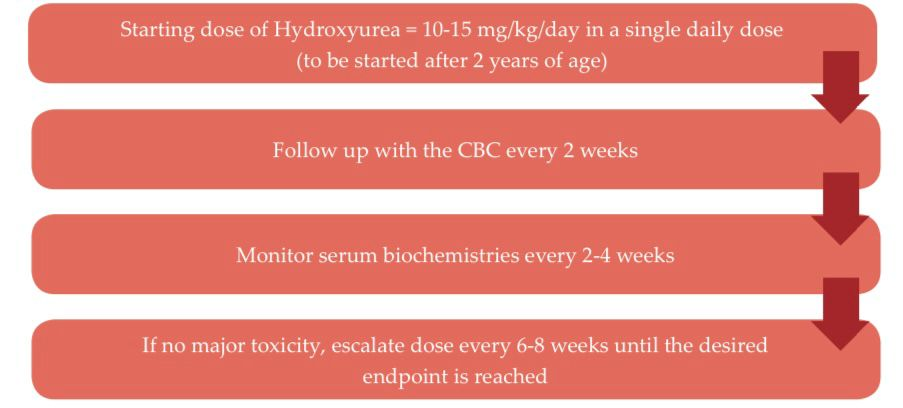 Starting dose of Hydroxyurea = 10-15 mg/kg/day in a single daily dose
(to be started after 2 years of age)
Follow up with the CBC every 2 weeks
Monitor serum biochemistries every 2-4 weeks
If no major toxicity, escalate dose every 6-8 weeks until the desired
endpoint is reached